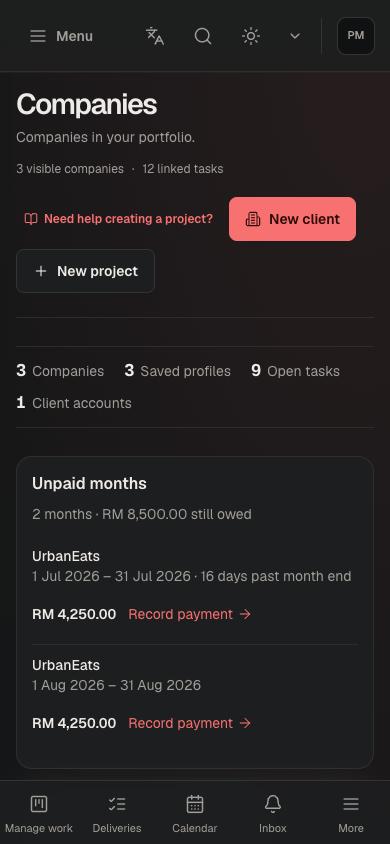 Menu
PM
Companies
Companies in your portfolio.
3 visible companies · 12 linked tasks
Need help creating a project?
New client
New project
3 Companies 3 Saved profiles 9 Open tasks
1 Client accounts
Unpaid months
2 months · RM 8,500.00 still owed
UrbanEats
1 Jul 2026 – 31 Jul 2026 · 16 days past month end
RM 4,250.00 Record payment →
UrbanEats
1 Aug 2026 – 31 Aug 2026
RM 4,250.00 Record payment →
Manage work Deliveries Calendar Inbox More